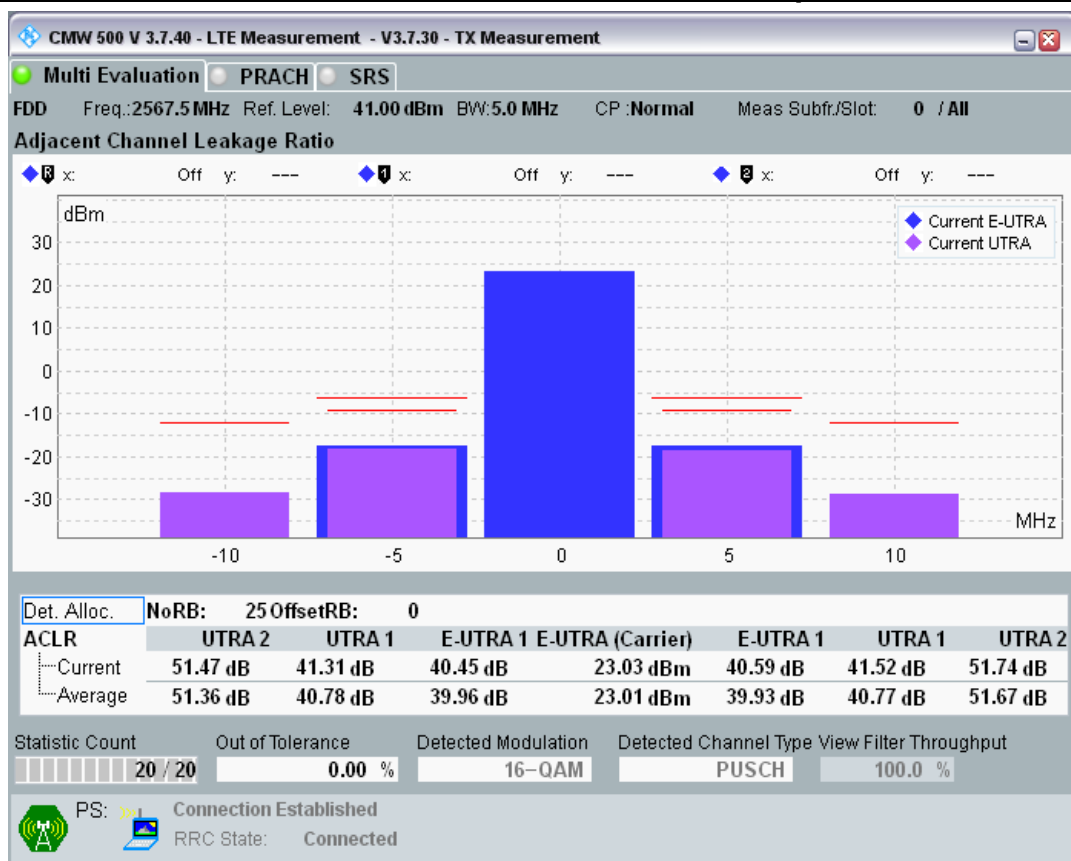 CMW 500 V 3.7.40 - LTE Measurement - V3.7.30 - TX Measurement
Multi Evaluation PRACH SRS
FDD Freq.:2567.5 MHz Ref. Level: 41.00 dBm BW:5.0 MHz CP :Normal Meas Subfr./Slot: 0 / All
Adjacent Channel Leakage Ratio
R x: Off y: --- 1 x: Off y: --- 2 x: Off y: ---
dBm
Current E-UTRA
Current UTRA
30
20
10
0
-10
-20
-30
MHz
-10 -5 0 5 10
Det. Alloc. NoRB: 25 OffsetRB: 0
ACLR UTRA 2 UTRA 1 E-UTRA 1 E-UTRA (Carrier) E-UTRA 1 UTRA 1 UTRA 2
Current 51.47 dB 41.31 dB 40.45 dB 23.03 dBm 40.59 dB 41.52 dB 51.74 dB
Average 51.36 dB 40.78 dB 39.96 dB 23.01 dBm 39.93 dB 40.77 dB 51.67 dB
Statistic Count Out of Tolerance Detected Modulation Detected Channel Type View Filter Throughput
20 / 20 0.00 % 16-QAM PUSCH 100.0 %
PS: Connection Established
RRC State: Connected